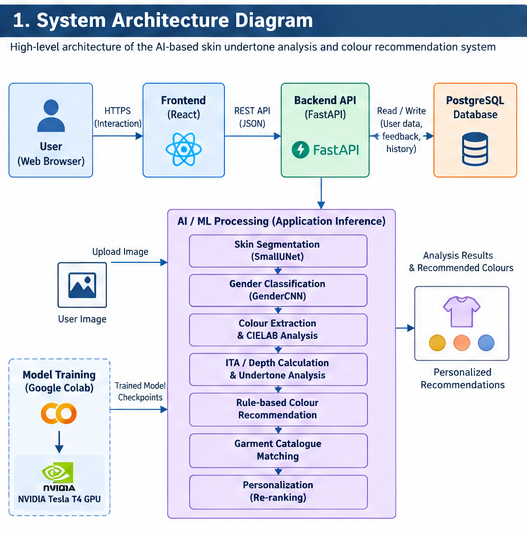 1. System Architecture Diagram
High-level architecture of the AI-based skin undertone analysis and colour recommendation system
User
(Web Browser)
HTTPS
(Interaction)
Frontend
(React)
REST API
(JSON)
Backend API
(FastAPI)
FastAPI
Read / Write
(User data,
feedback,
history)
PostgreSQL
Database
AI / ML Processing (Application Inference)
Skin Segmentation
(SmallUNet)
Gender Classification
(GenderCNN)
Colour Extraction
& CIELAB Analysis
ITA / Depth Calculation
& Undertone Analysis
Rule-based Colour
Recommendation
Garment Catalogue
Matching
Personalization
(Re-ranking)
Upload Image
User Image
Analysis Results
& Recommended Colours
Personalized
Recommendations
Model Training
(Google Colab)
Trained Model
Checkpoints
NVIDIA
NVIDIA Tesla T4 GPU